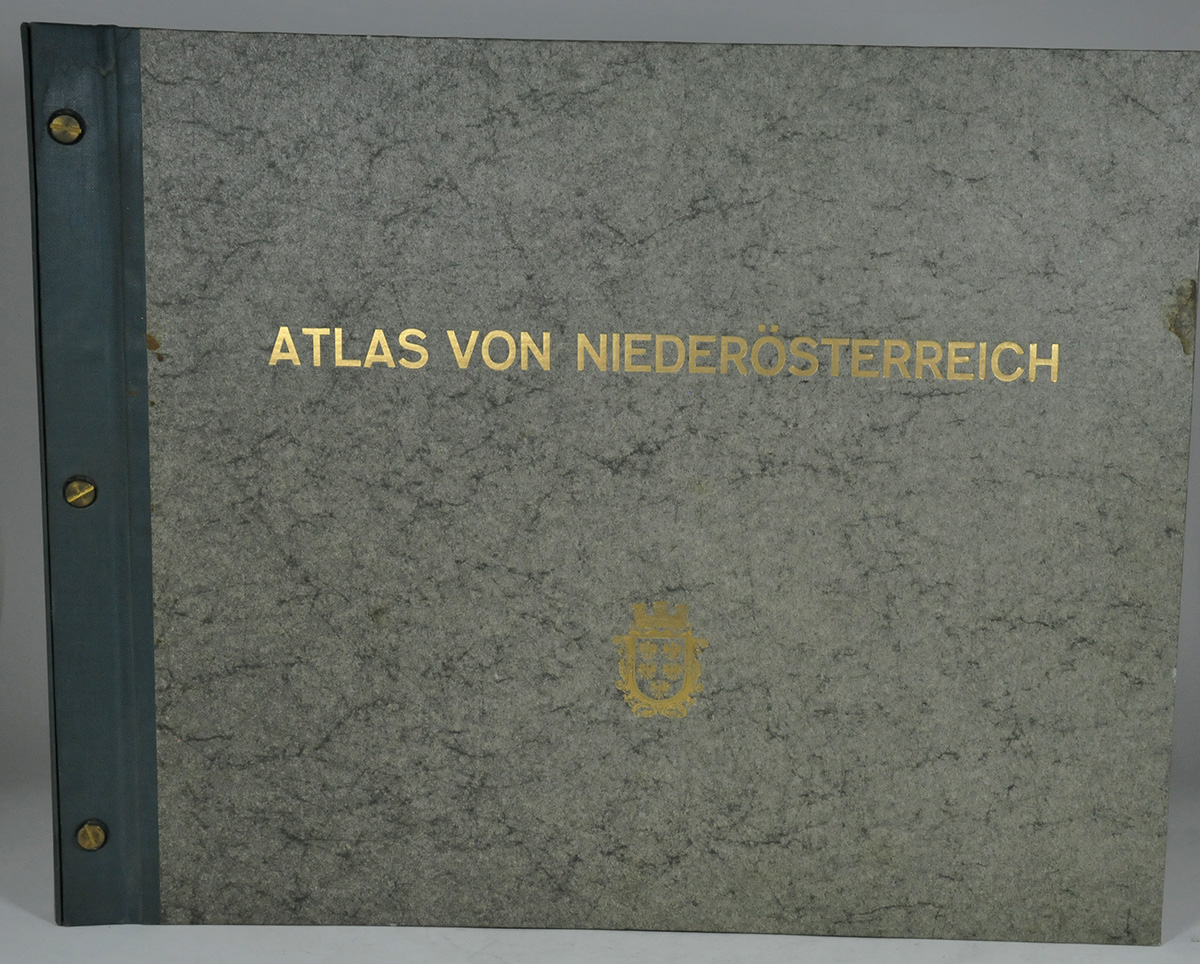 ATLAS VON NIEDERÖSTERREICH